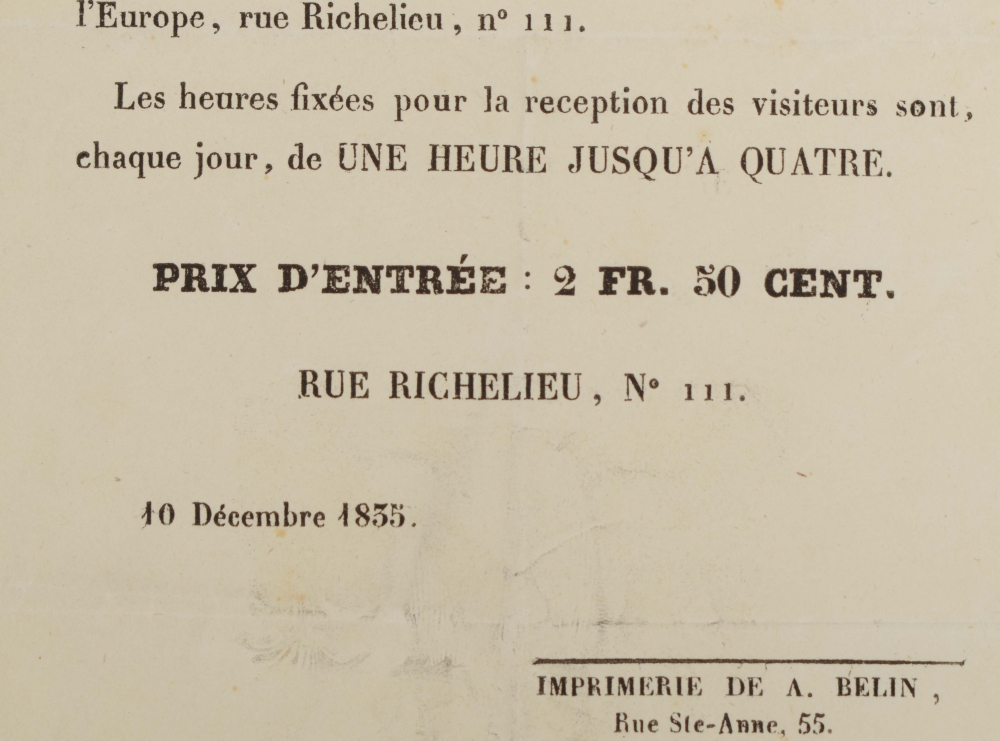 l'Europe, rue Richelieu, n° 111.
Les heures fixées pour la reception des visiteurs sont,
chaque jour, de UNE HEURE JUSQU'A QUATRE.
PRIX D'ENTRÉE : 2 FR. 50 CENT.
RUE RICHELIEU, N° 111.
10 Décembre 1835.
IMPRIMERIE DE A. BELIN,
Rue Ste-Anne, 55.